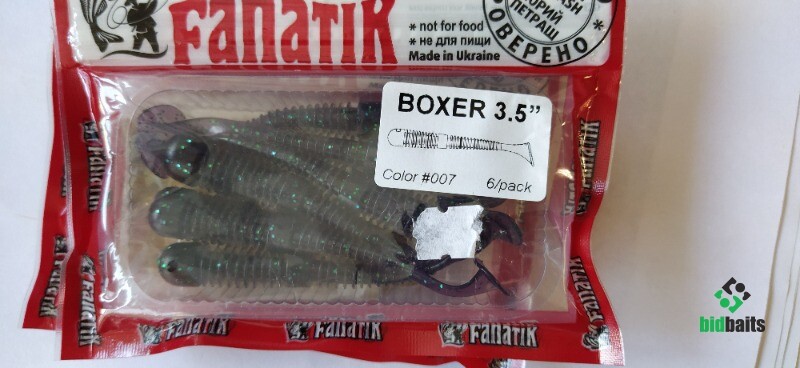 FANATIK
* not for food
* не для пищи
Made in Ukraine
ПЕТРАШ
ОВЕРЕНО
BOXER 3.5”
Color #007 6/pack
FANATIK
FANATIK
FANATIK
FANATIK
bidbaits